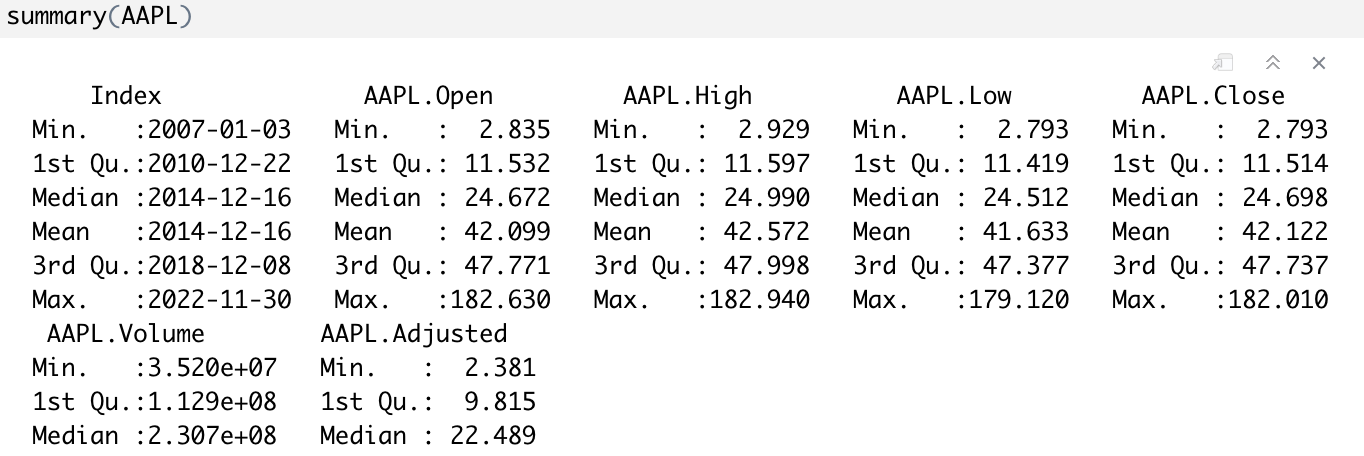 summary(AAPL)
     Index              AAPL.Open         AAPL.High          AAPL.Low         AAPL.Close
 Min.   :2007-01-03   Min.   :  2.835   Min.   :  2.929   Min.   :  2.793   Min.   :  2.793
 1st Qu.:2010-12-22   1st Qu.: 11.532   1st Qu.: 11.597   1st Qu.: 11.419   1st Qu.: 11.514
 Median :2014-12-16   Median : 24.672   Median : 24.990   Median : 24.512   Median : 24.698
 Mean   :2014-12-16   Mean   : 42.099   Mean   : 42.572   Mean   : 41.633   Mean   : 42.122
 3rd Qu.:2018-12-08   3rd Qu.: 47.771   3rd Qu.: 47.998   3rd Qu.: 47.377   3rd Qu.: 47.737
 Max.   :2022-11-30   Max.   :182.630   Max.   :182.940   Max.   :179.120   Max.   :182.010
  AAPL.Volume        AAPL.Adjusted
 Min.   :3.520e+07   Min.   :  2.381
 1st Qu.:1.129e+08   1st Qu.:  9.815
 Median :2.307e+08   Median : 22.489